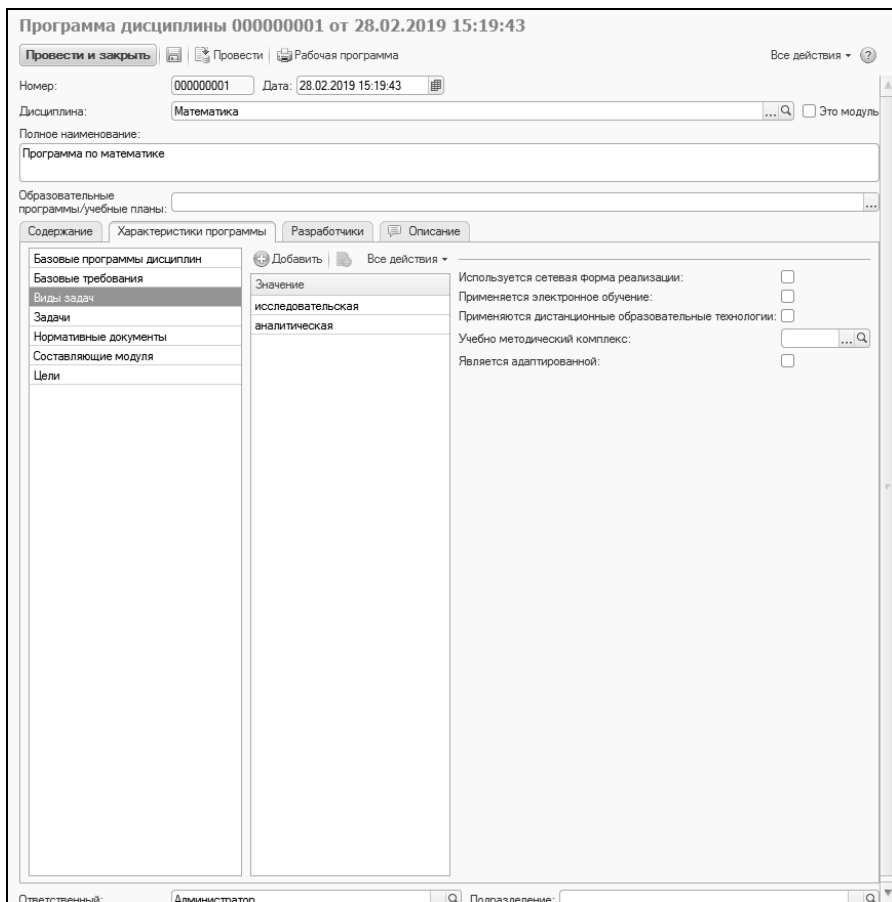 Программа дисциплины 000000001 от 28.02.2019 15:19:43
Провести и закрыть Провести Рабочая программа Все действия ?
Номер: 000000001 Дата: 28.02.2019 15:19:43
Дисциплина: Математика ... Это модуль
Полное наименование:
Программа по математике
Образовательные
программы/учебные планы: ...
Содержание Характеристики программы Разработчики Описание
Базовые программы дисциплин
Базовые требования
Виды задач
Задачи
Нормативные документы
Составляющие модуля
Цели
Добавить Все действия
Значение
исследовательская
аналитическая
Используется сетевая форма реализации:
Применяется электронное обучение:
Применяются дистанционные образовательные технологии:
Учебно методический комплекс: ...
Является адаптированной:
Ответственный: Администратор Подразделение: